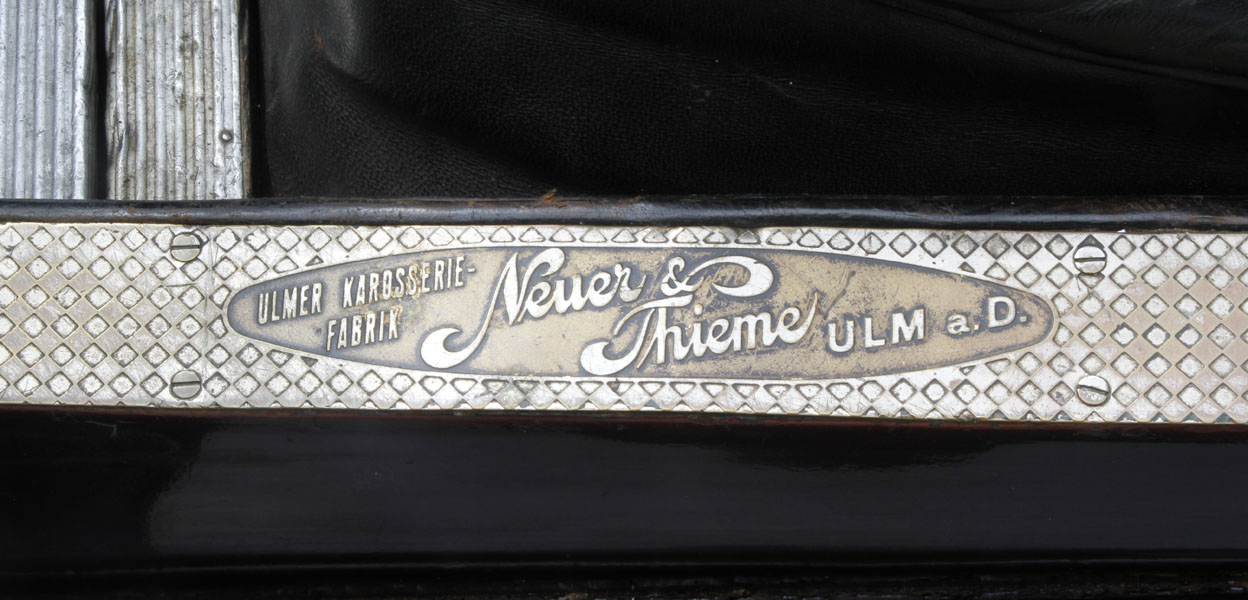 ULMER KAROSSERIE-
FABRIK
Neuer &
Thieme
ULM a. D.